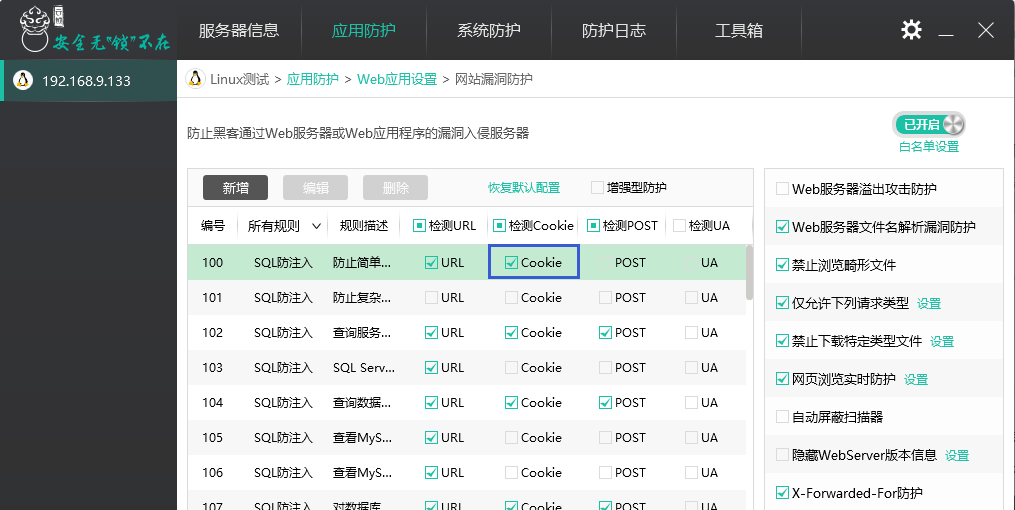 安全无"锁"不在
服务器信息 应用防护 系统防护 防护日志 工具箱
192.168.9.133
Linux测试 > 应用防护 > Web应用设置 > 网站漏洞防护
防止黑客通过Web服务器或Web应用程序的漏洞入侵服务器
已开启
白名单设置
新增 编辑 删除 恢复默认配置 增强型防护
编号 所有规则 规则描述 检测URL 检测Cookie 检测POST 检测UA
100 SQL防注入 防止简单... URL Cookie POST UA
101 SQL防注入 防止复杂... URL Cookie POST UA
102 SQL防注入 查询服务... URL Cookie POST UA
103 SQL防注入 SQL Serv... URL Cookie POST UA
104 SQL防注入 查询数据... URL Cookie POST UA
105 SQL防注入 查看MyS... URL Cookie POST UA
106 SQL防注入 查看MyS... URL Cookie POST UA
107 SQL防注入 对数据库... URL Cookie POST UA
Web服务器溢出攻击防护
Web服务器文件名解析漏洞防护
禁止浏览畸形文件
仅允许下列请求类型 设置
禁止下载特定类型文件 设置
网页浏览实时防护 设置
自动屏蔽扫描器
隐藏WebServer版本信息 设置
X-Forwarded-For防护